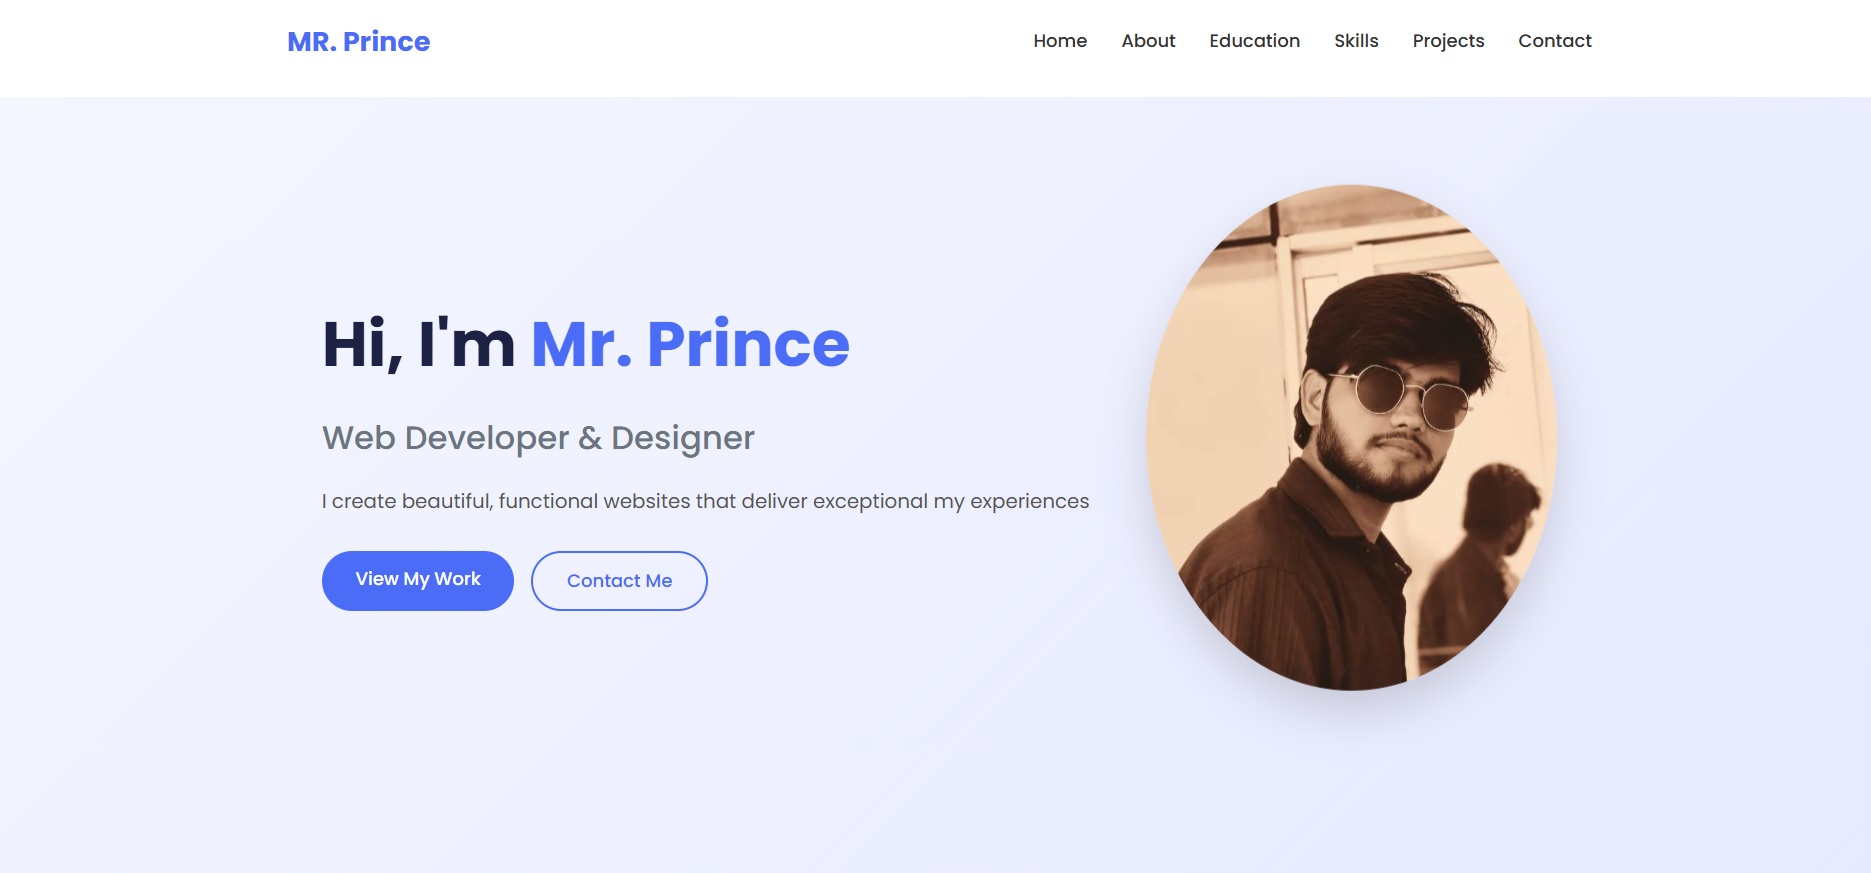 MR. Prince
Home About Education Skills Projects Contact
Hi, I'm Mr. Prince
Web Developer & Designer
I create beautiful, functional websites that deliver exceptional my experiences
View My Work Contact Me